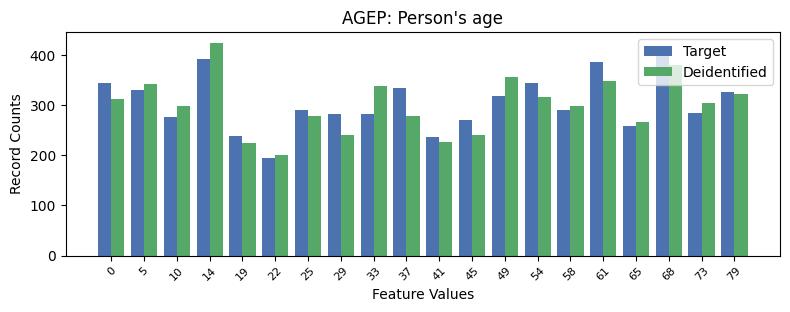 AGEP: Person's age
Target
Deidentified
Record Counts
400
300
200
100
0
0 5 10 14 19 22 25 29 33 37 41 45 49 54 58 61 65 68 73 79
Feature Values